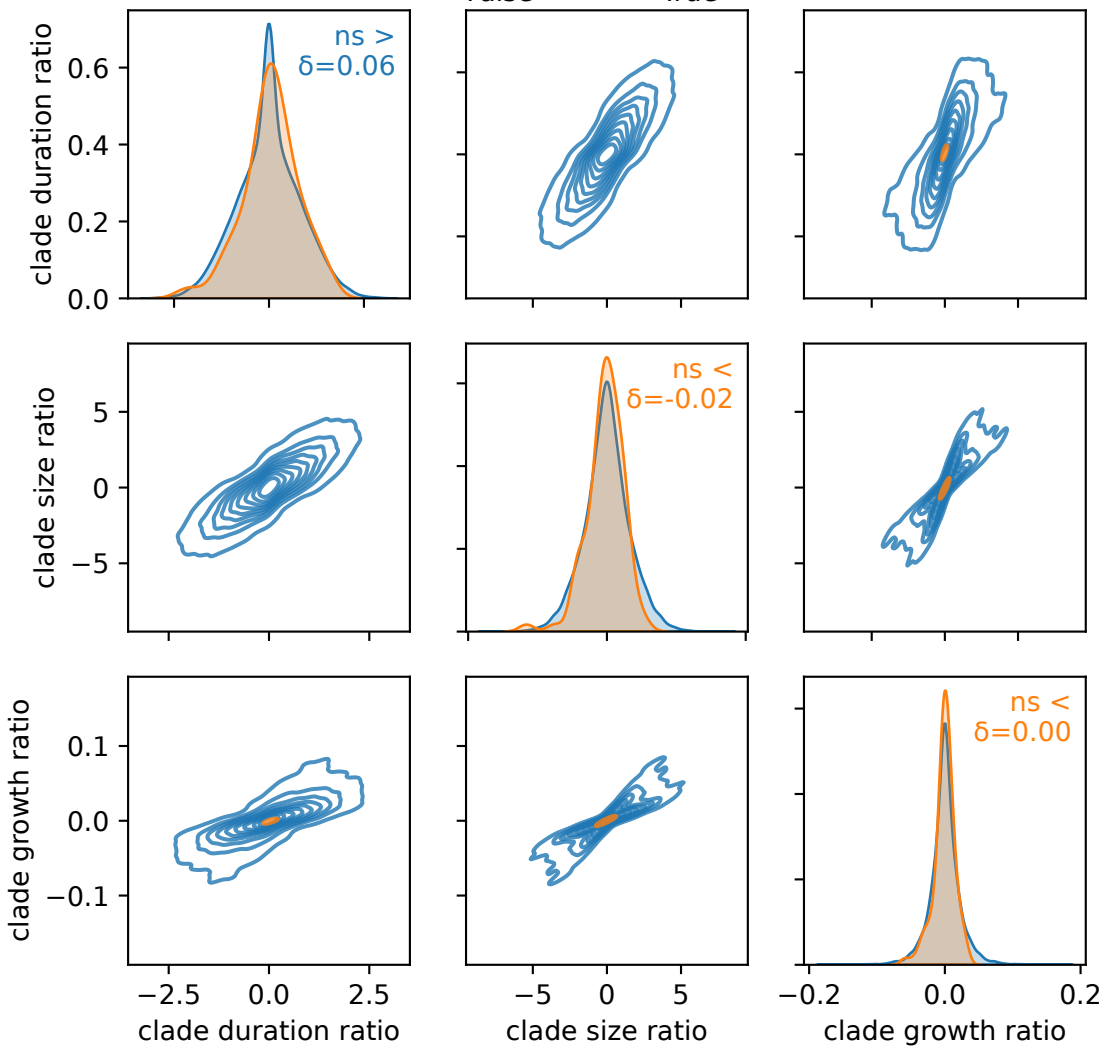 clade duration ratio
0.6
0.4
0.2
0.0
ns >
δ=0.06
clade size ratio
5
0
−5
ns <
δ=-0.02
clade growth ratio
0.1
0.0
−0.1
ns <
δ=0.00
−2.5 0.0 2.5
−5 0 5
−0.2 0.0 0.2
clade duration ratio
clade size ratio
clade growth ratio